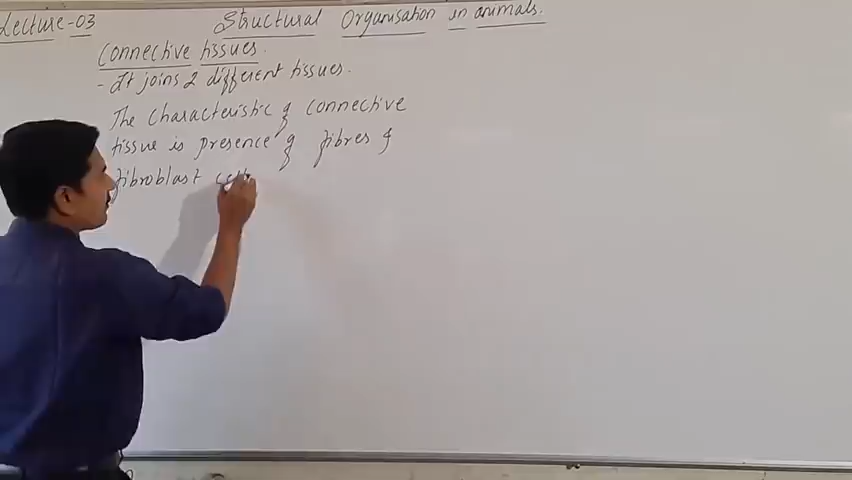 Lecture-03
Structural Organisation in animals.
Connective tissues.
- It joins 2 different tissues.
The characteristic of connective
tissue is presence of fibres &
fibroblast cells